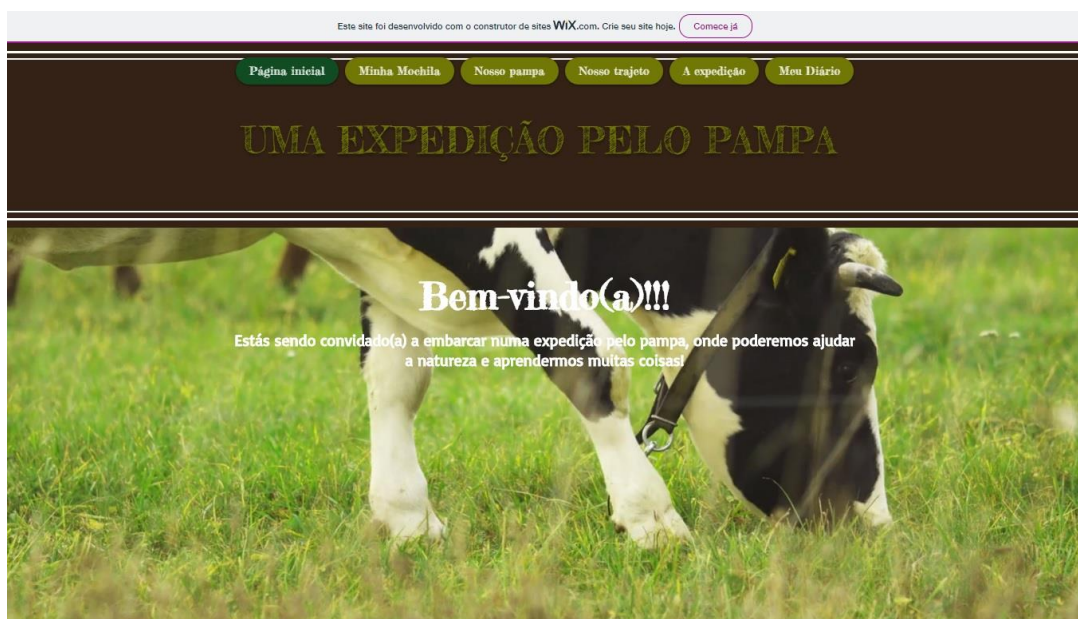 Este site foi desenvolvido com o construtor de sites WiX.com. Crie seu site hoje. Comece já
Página inicial Minha Mochila Nosso pampa Nosso trajeto A expedição Meu Diário
UMA EXPEDIÇÃO PELO PAMPA
Bem-vindo(a)!!!
Estás sendo convidado(a) a embarcar numa expedição pelo pampa, onde poderemos ajudar
a natureza e aprendermos muitas coisas!